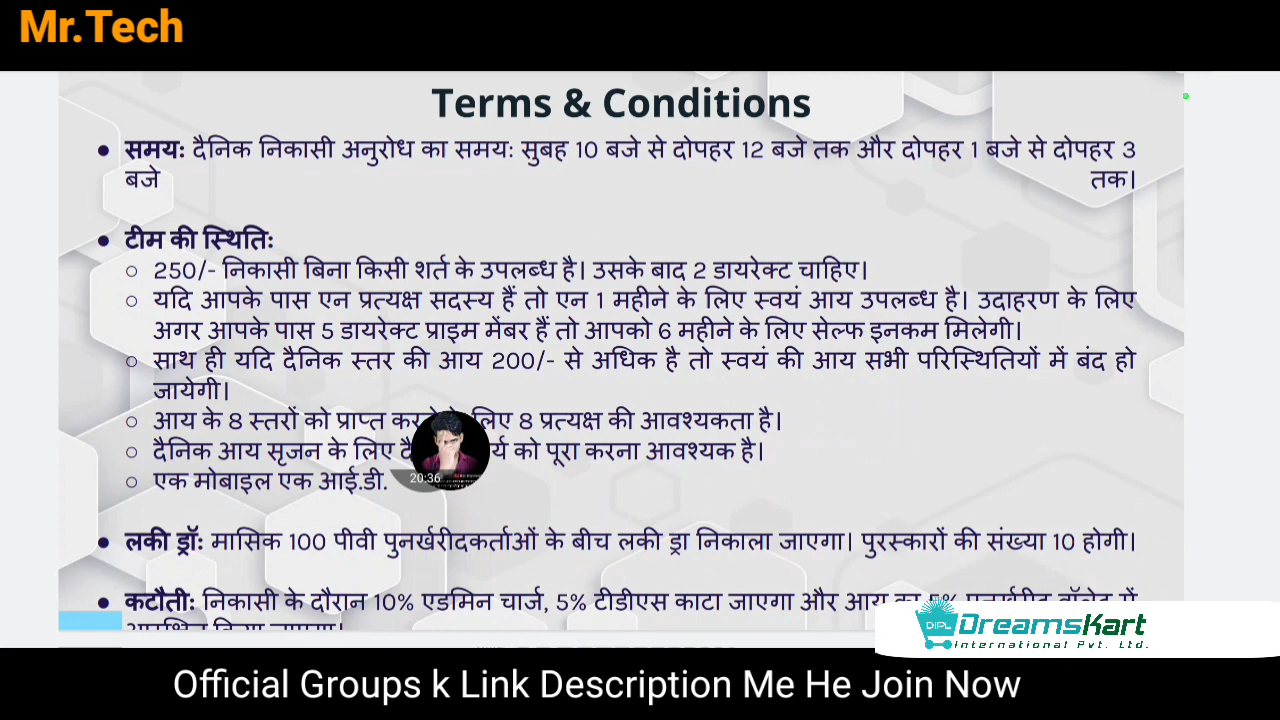 Mr.Tech
Terms & Conditions
• समय: दैनिक निकासी अनुरोध का समय: सुबह 10 बजे से दोपहर 12 बजे तक और दोपहर 1 बजे से दोपहर 3
बजे तक।
• टीम की स्थिति:
○ 250/- निकासी बिना किसी शर्त के उपलब्ध है। उसके बाद 2 डायरेक्ट चाहिए।
○ यदि आपके पास एन प्रत्यक्ष सदस्य हैं तो एन 1 महीने के लिए स्वयं आय उपलब्ध है। उदाहरण के लिए
अगर आपके पास 5 डायरेक्ट प्राइम मेंबर हैं तो आपको 6 महीने के लिए सेल्फ इनकम मिलेगी।
○ साथ ही यदि दैनिक स्तर की आय 200/- से अधिक है तो स्वयं की आय सभी परिस्थितियों में बंद हो
जायेगी।
○ आय के 8 स्तरों को प्राप्त लिए 8 प्रत्यक्ष की आवश्यकता है।
○ दैनिक आय सृजन के लिए को पूरा करना आवश्यक है।
○ एक मोबाइल एक आई.डी.
20:36
• लकी ड्रॉ: मासिक 100 पीवी पुनर्खरीदकर्ताओं के बीच लकी ड्रा निकाला जाएगा। पुरस्कारों की संख्या 10 होगी।
• कटौती: निकासी के दौरान 10% एडमिन चार्ज, 5% टीडीएस काटा जाएगा और आय
DIPL DreamsKart
International Pvt. Ltd.
Official Groups k Link Description Me He Join Now